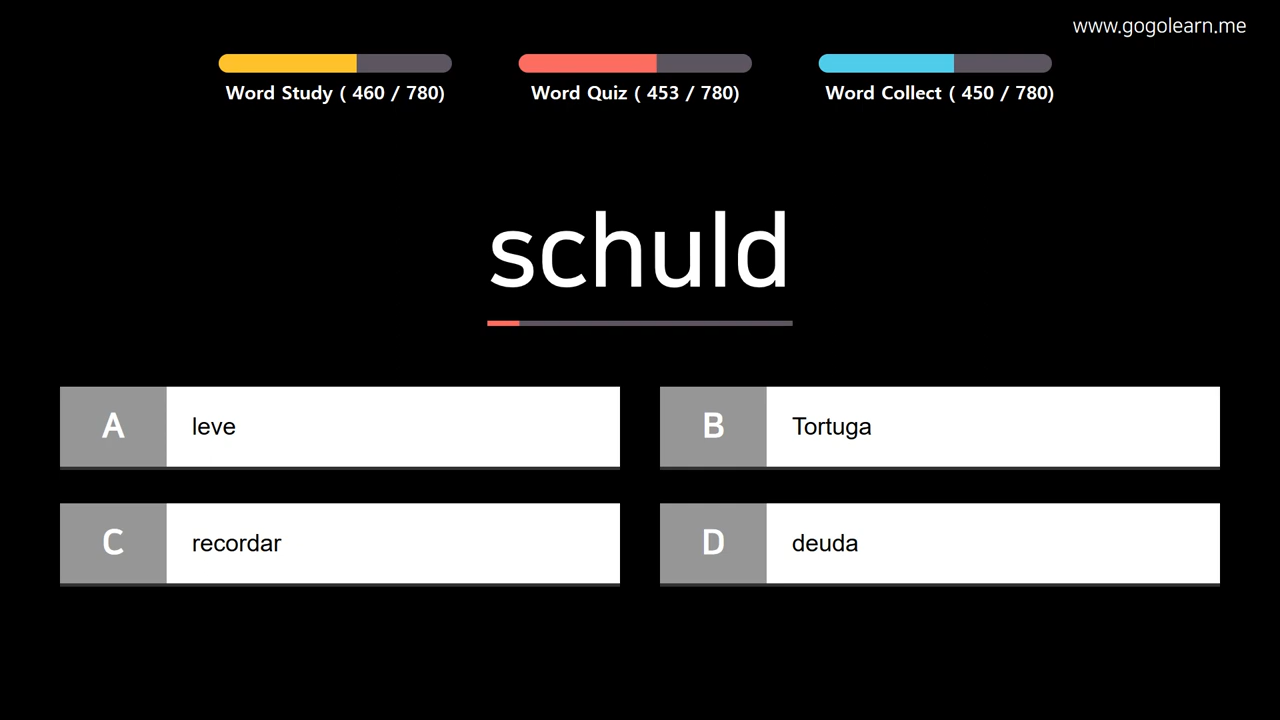 www.gogolearn.me
Word Study ( 460 / 780)
Word Quiz ( 453 / 780)
Word Collect ( 450 / 780)
schuld
A leve
B Tortuga
C recordar
D deuda